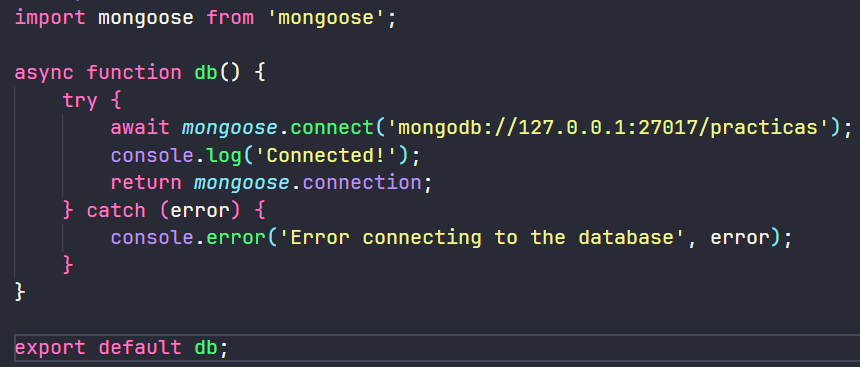 import mongoose from 'mongoose';
async function db() {
try {
await mongoose.connect('mongodb://127.0.0.1:27017/practicas');
console.log('Connected!');
return mongoose.connection;
} catch (error) {
console.error('Error connecting to the database', error);
}
}
export default db;